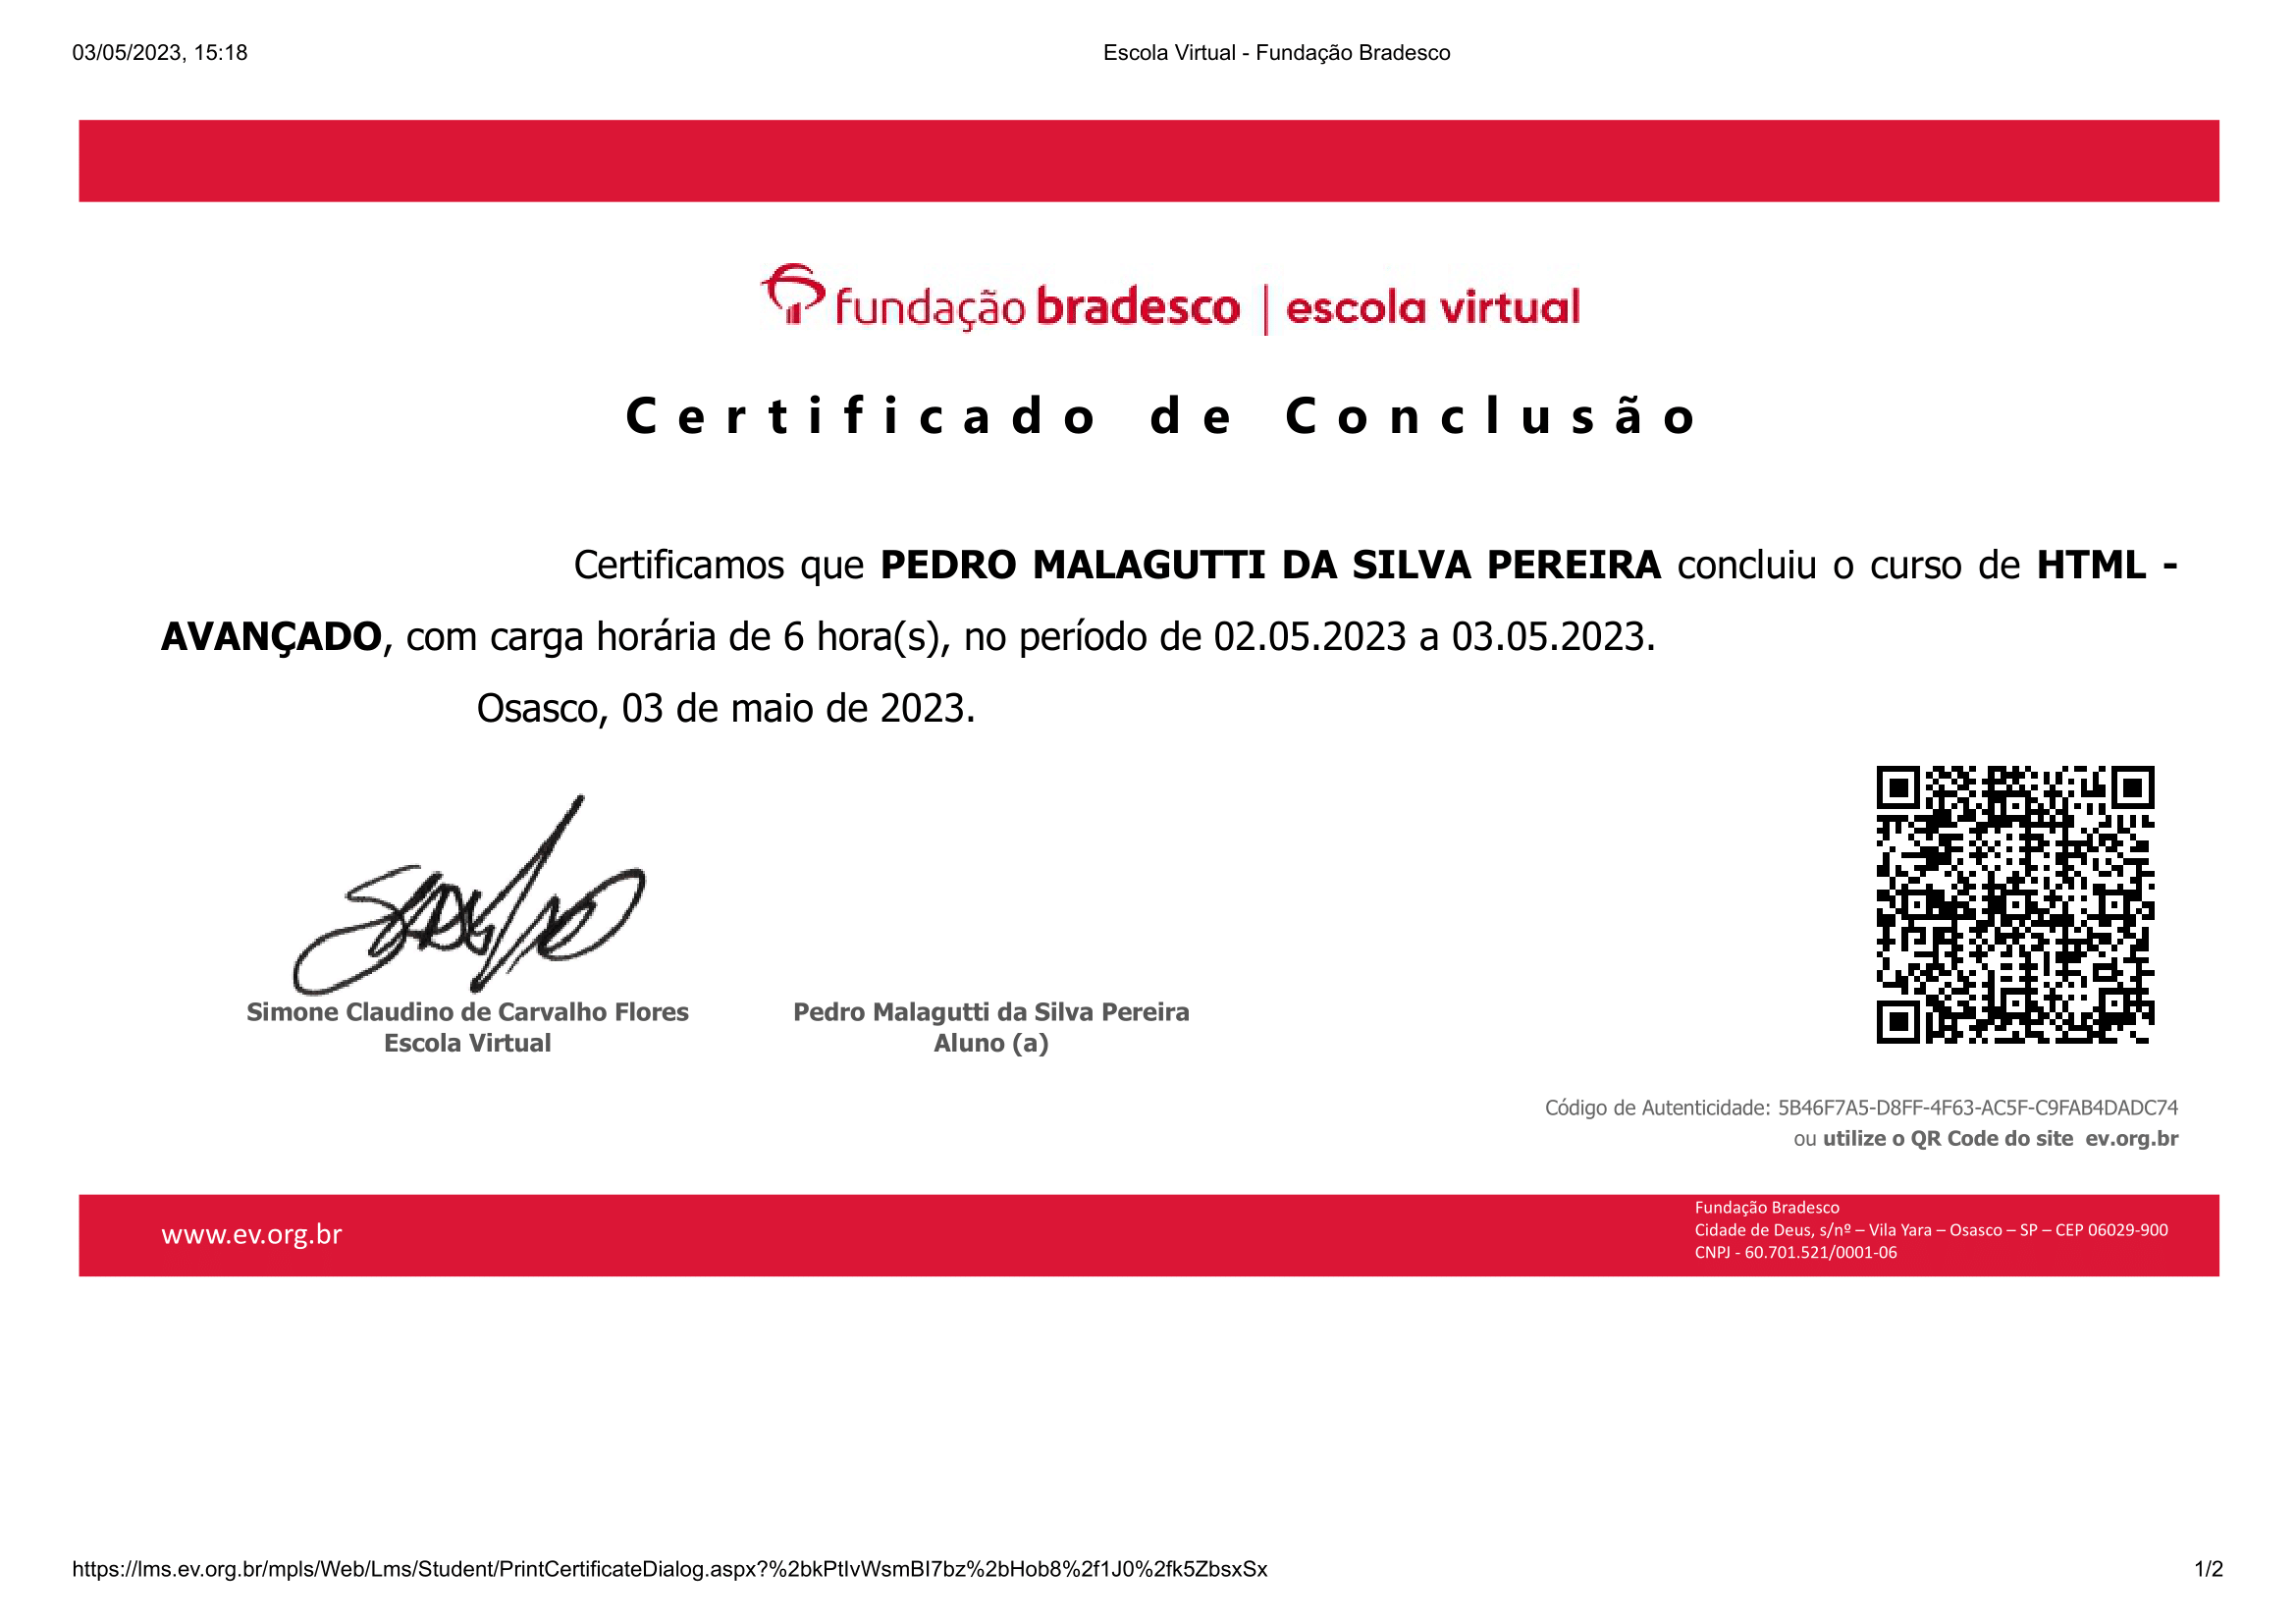 03/05/2023, 15:18
Escola Virtual - Fundação Bradesco
fundação bradesco | escola virtual
Certificado de Conclusão
Certificamos que PEDRO MALAGUTTI DA SILVA PEREIRA concluiu o curso de HTML -
AVANÇADO, com carga horária de 6 hora(s), no período de 02.05.2023 a 03.05.2023.
Osasco, 03 de maio de 2023.
Simone Claudino de Carvalho Flores
Escola Virtual
Pedro Malagutti da Silva Pereira
Aluno (a)
Código de Autenticidade: 5B46F7A5-D8FF-4F63-AC5F-C9FAB4DADC74
ou utilize o QR Code do site ev.org.br
www.ev.org.br
Fundação Bradesco
Cidade de Deus, s/nº – Vila Yara – Osasco – SP – CEP 06029-900
CNPJ - 60.701.521/0001-06
https://lms.ev.org.br/mpls/Web/Lms/Student/PrintCertificateDialog.aspx?%2bkPtIvWsmBI7bz%2bHob8%2f1J0%2fk5ZbsxSx
1/2